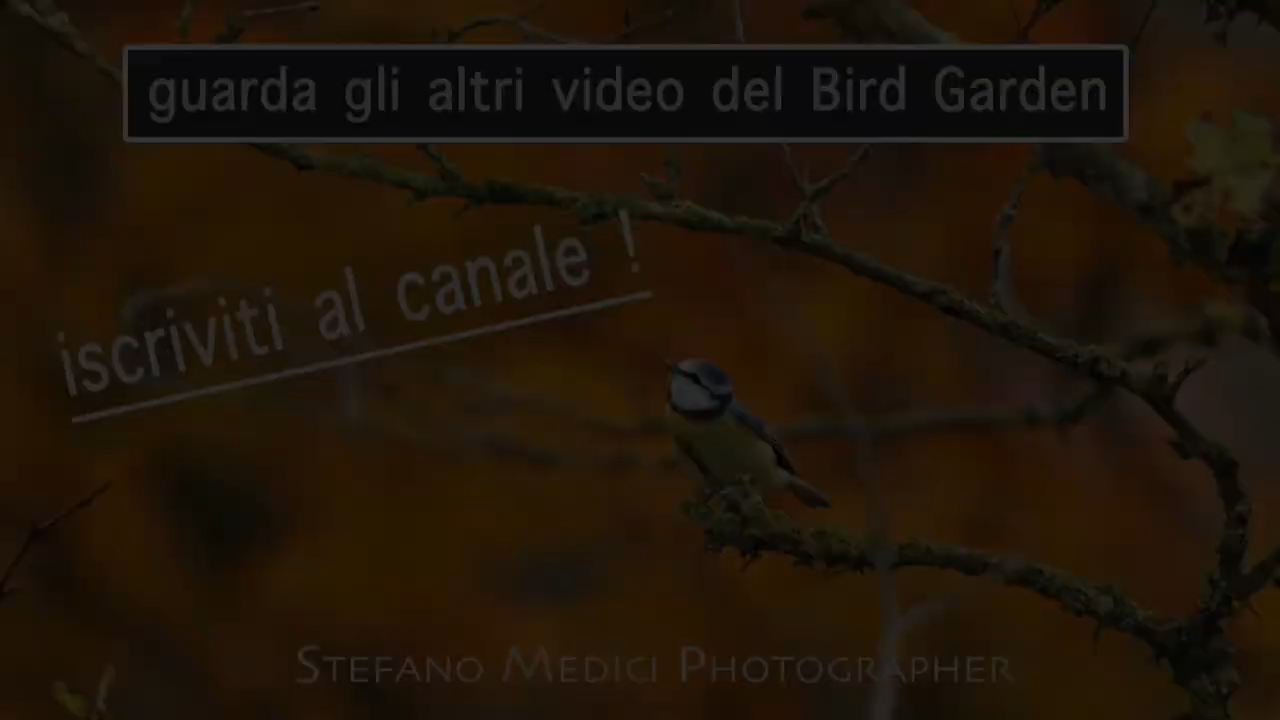 guarda gli altri video del Bird Garden
iscriviti al canale !
Stefano Medici Photographer